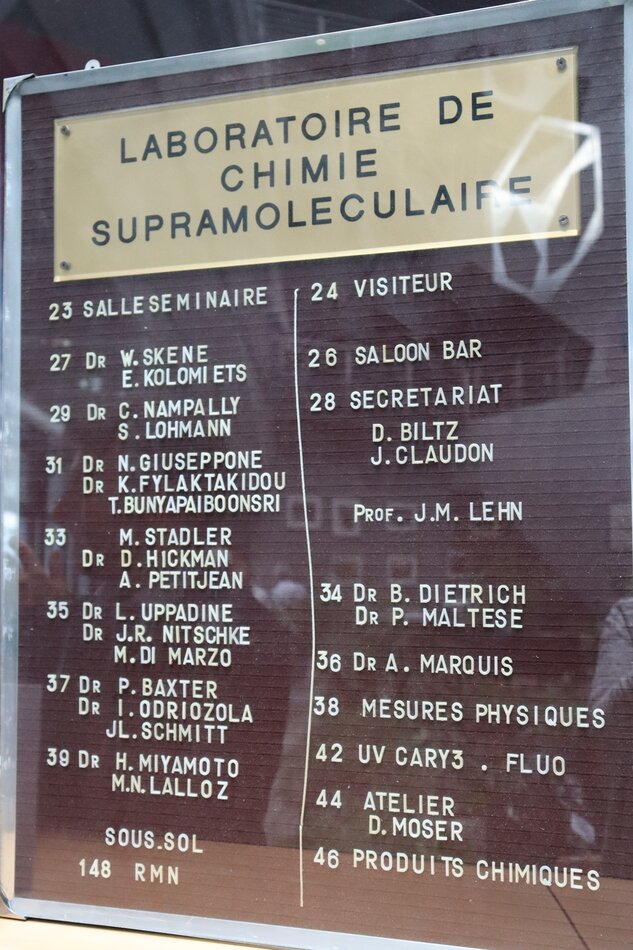 LABORATOIRE DE
CHIMIE
SUPRAMOLECULAIRE
23 SALLE SEMINAIRE
27 DR W. SKENE
E. KOLOMIETS
29 DR C. NAMPALLY
S. LOHMANN
31 DR N. GIUSEPPONE
DR K. FYLAKTAKIDOU
T. BUNYAPAIBOONSRI
33 M. STADLER
DR D. HICKMAN
A. PETITJEAN
35 DR L. UPPADINE
DR J.R. NITSCHKE
M. DI MARZO
37 DR P. BAXTER
DR I. ODRIOZOLA
JL. SCHMITT
39 DR H. MIYAMOTO
M.N. LALLOZ
SOUS-SOL
148 RMN
24 VISITEUR
26 SALOON BAR
28 SECRETARIAT
D. BILTZ
J. CLAUDON
PROF. J.M. LEHN
34 DR B. DIETRICH
DR P. MALTESE
36 DR A. MARQUIS
38 MESURES PHYSIQUES
42 UV CARY3 . FLUO
44 ATELIER
D. MOSER
46 PRODUITS CHIMIQUES